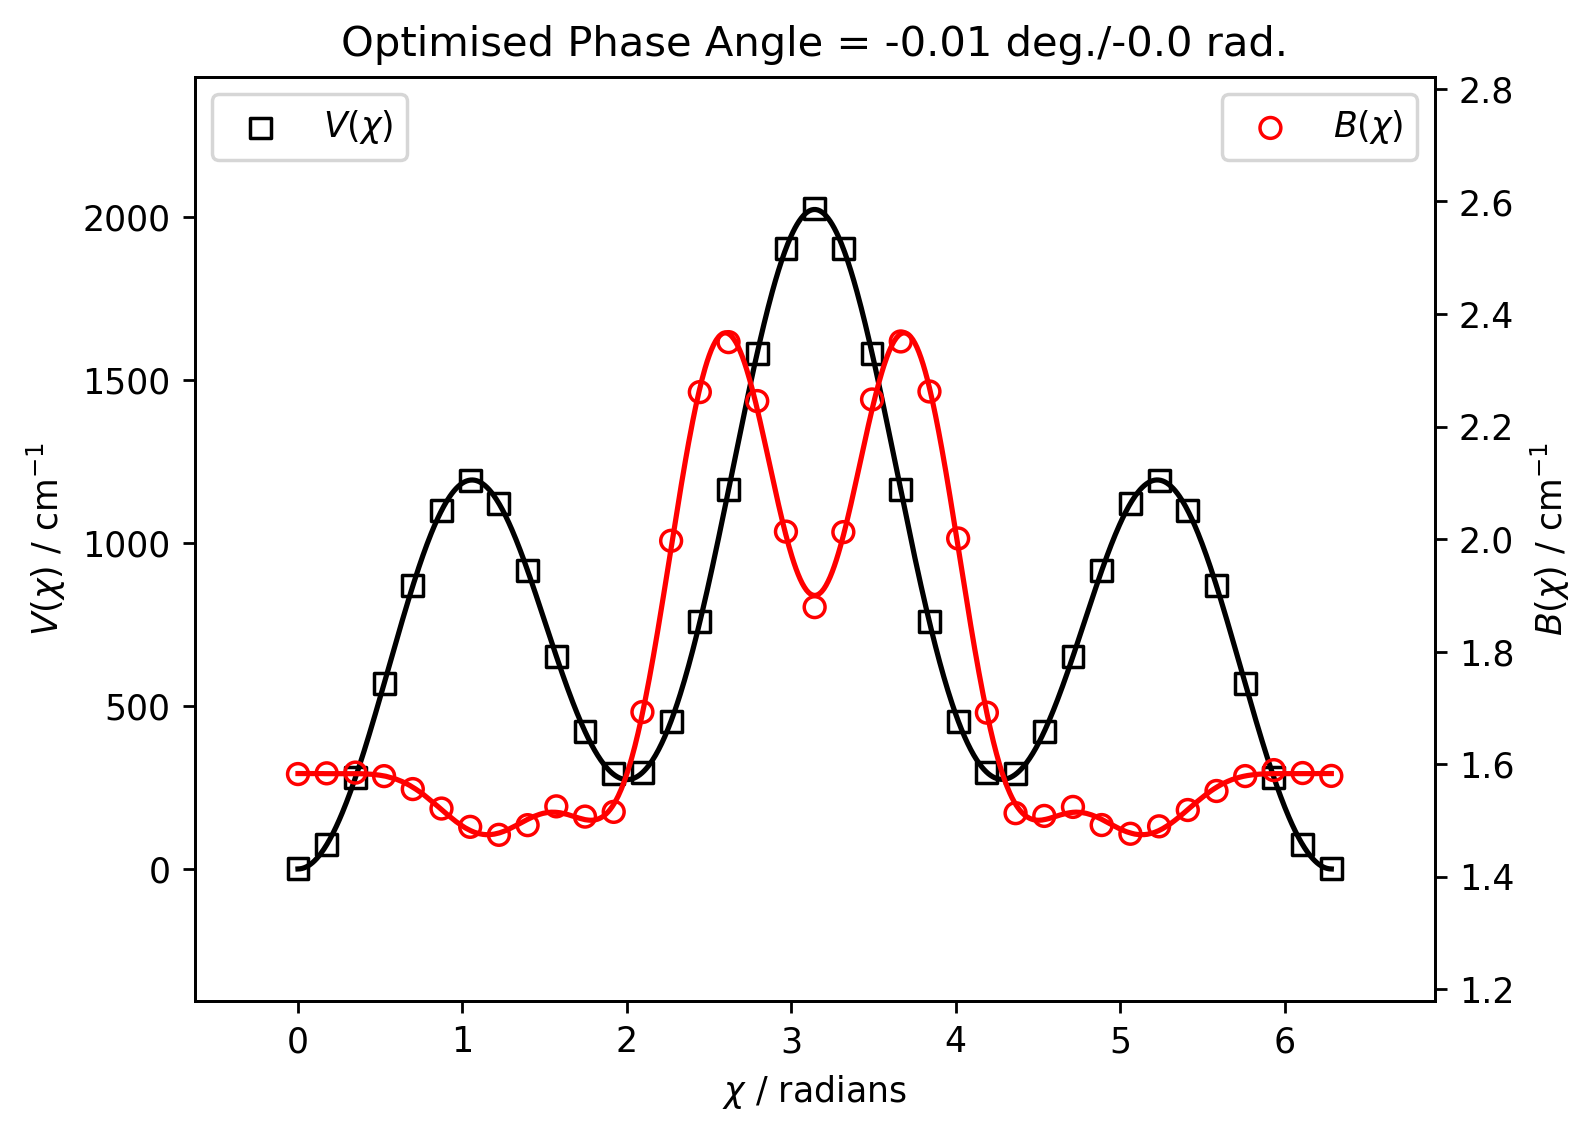 Optimised Phase Angle = -0.01 deg./-0.0 rad.
V(χ)
B(χ)
2000
1500
1000
500
0
V(χ) / cm⁻¹
2.8
2.6
2.4
2.2
2.0
1.8
1.6
1.4
1.2
B(χ) / cm⁻¹
0 1 2 3 4 5 6
χ / radians